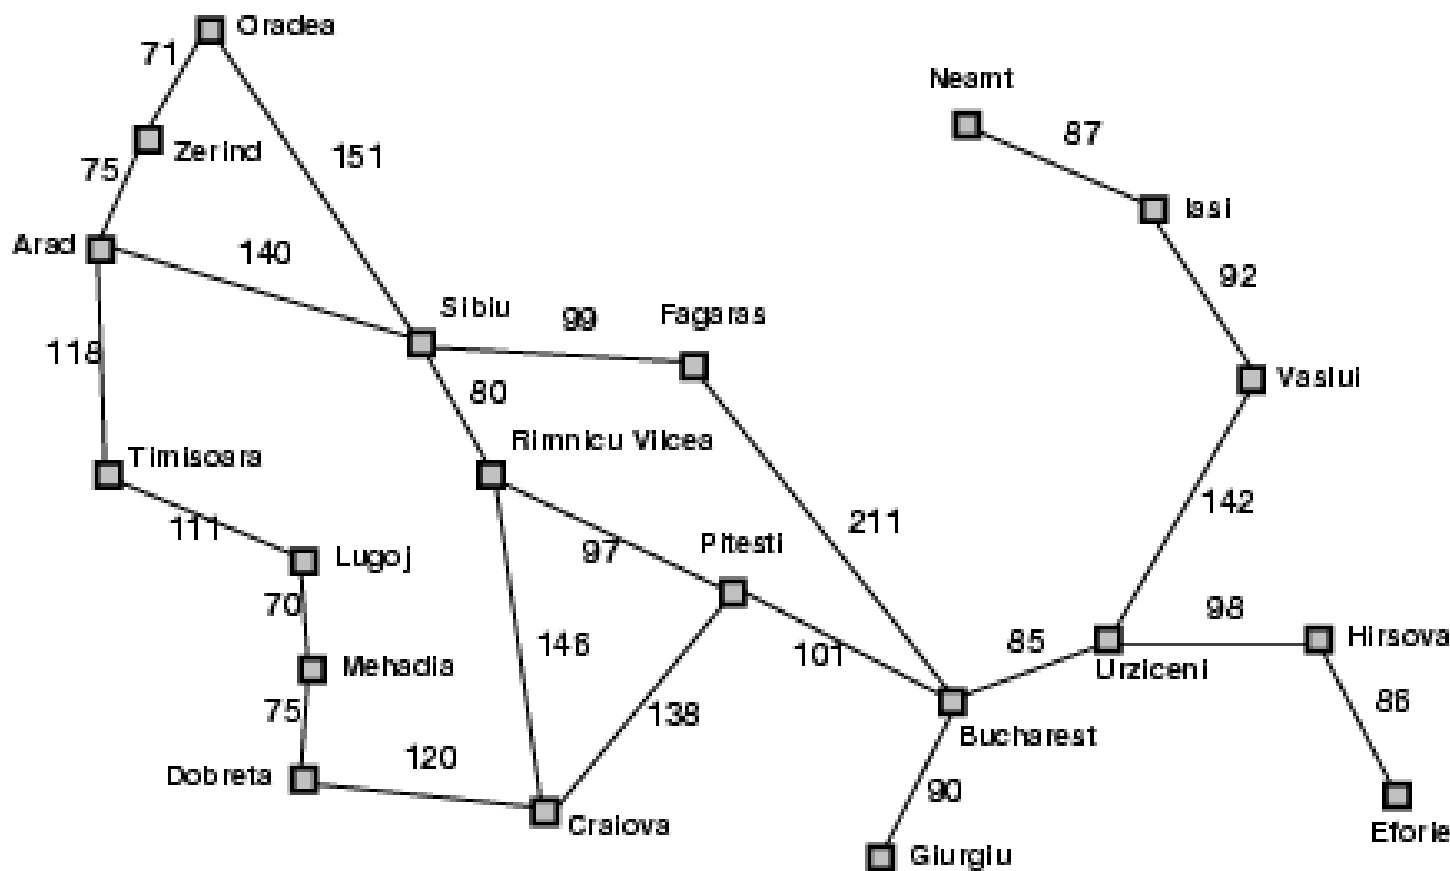 Oradea
71
Neamt
87
Zerind
151
75
Iasi
Arad
140
92
Sibiu
99
Fagaras
118
80
Vaslui
Timisoara
Rimnicu Vilcea
111
211
142
Lugoj
97
Pitesti
70
98
146
101
85
Hirsova
Mehadia
Urziceni
75
138
86
Bucharest
Dobreta
120
90
Craiova
Eforie
Giurgiu